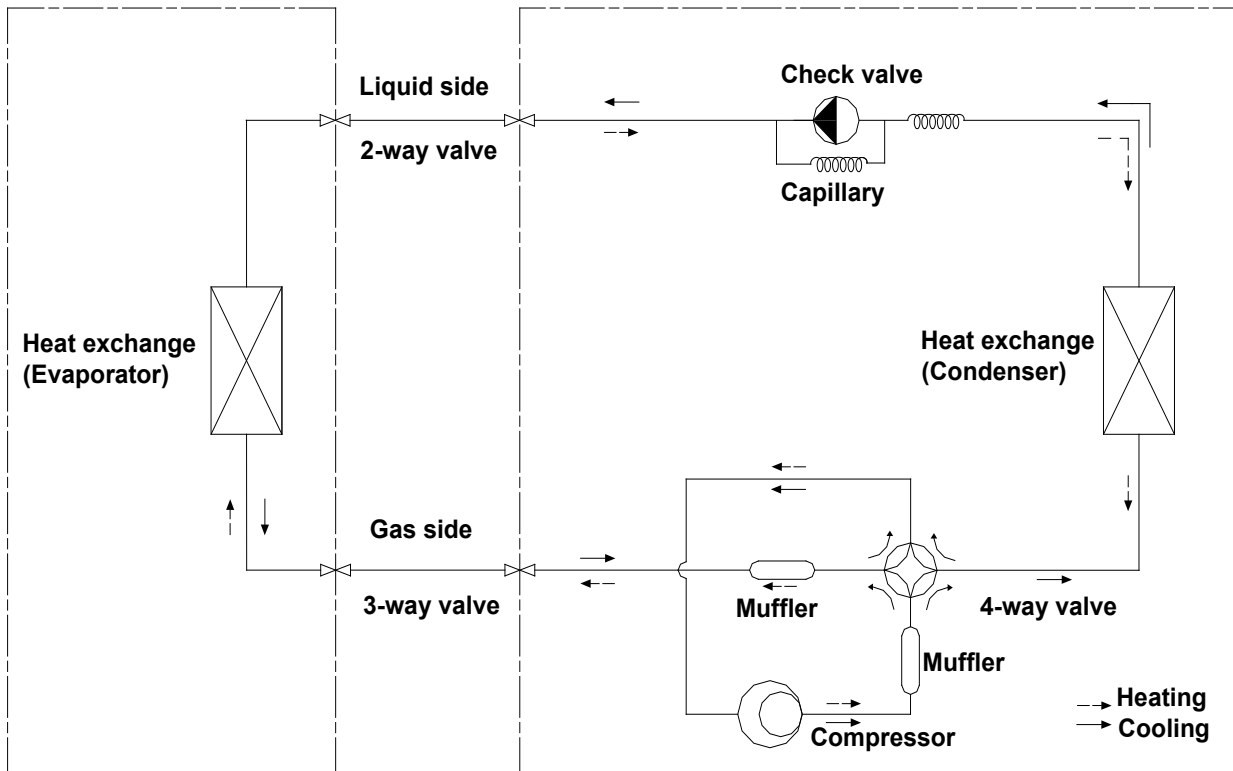 Check valve
Liquid side
2-way valve
Capillary
Heat exchange
(Evaporator)
Heat exchange
(Condenser)
Gas side
3-way valve
Muffler
4-way valve
Muffler
Compressor
Heating
Cooling